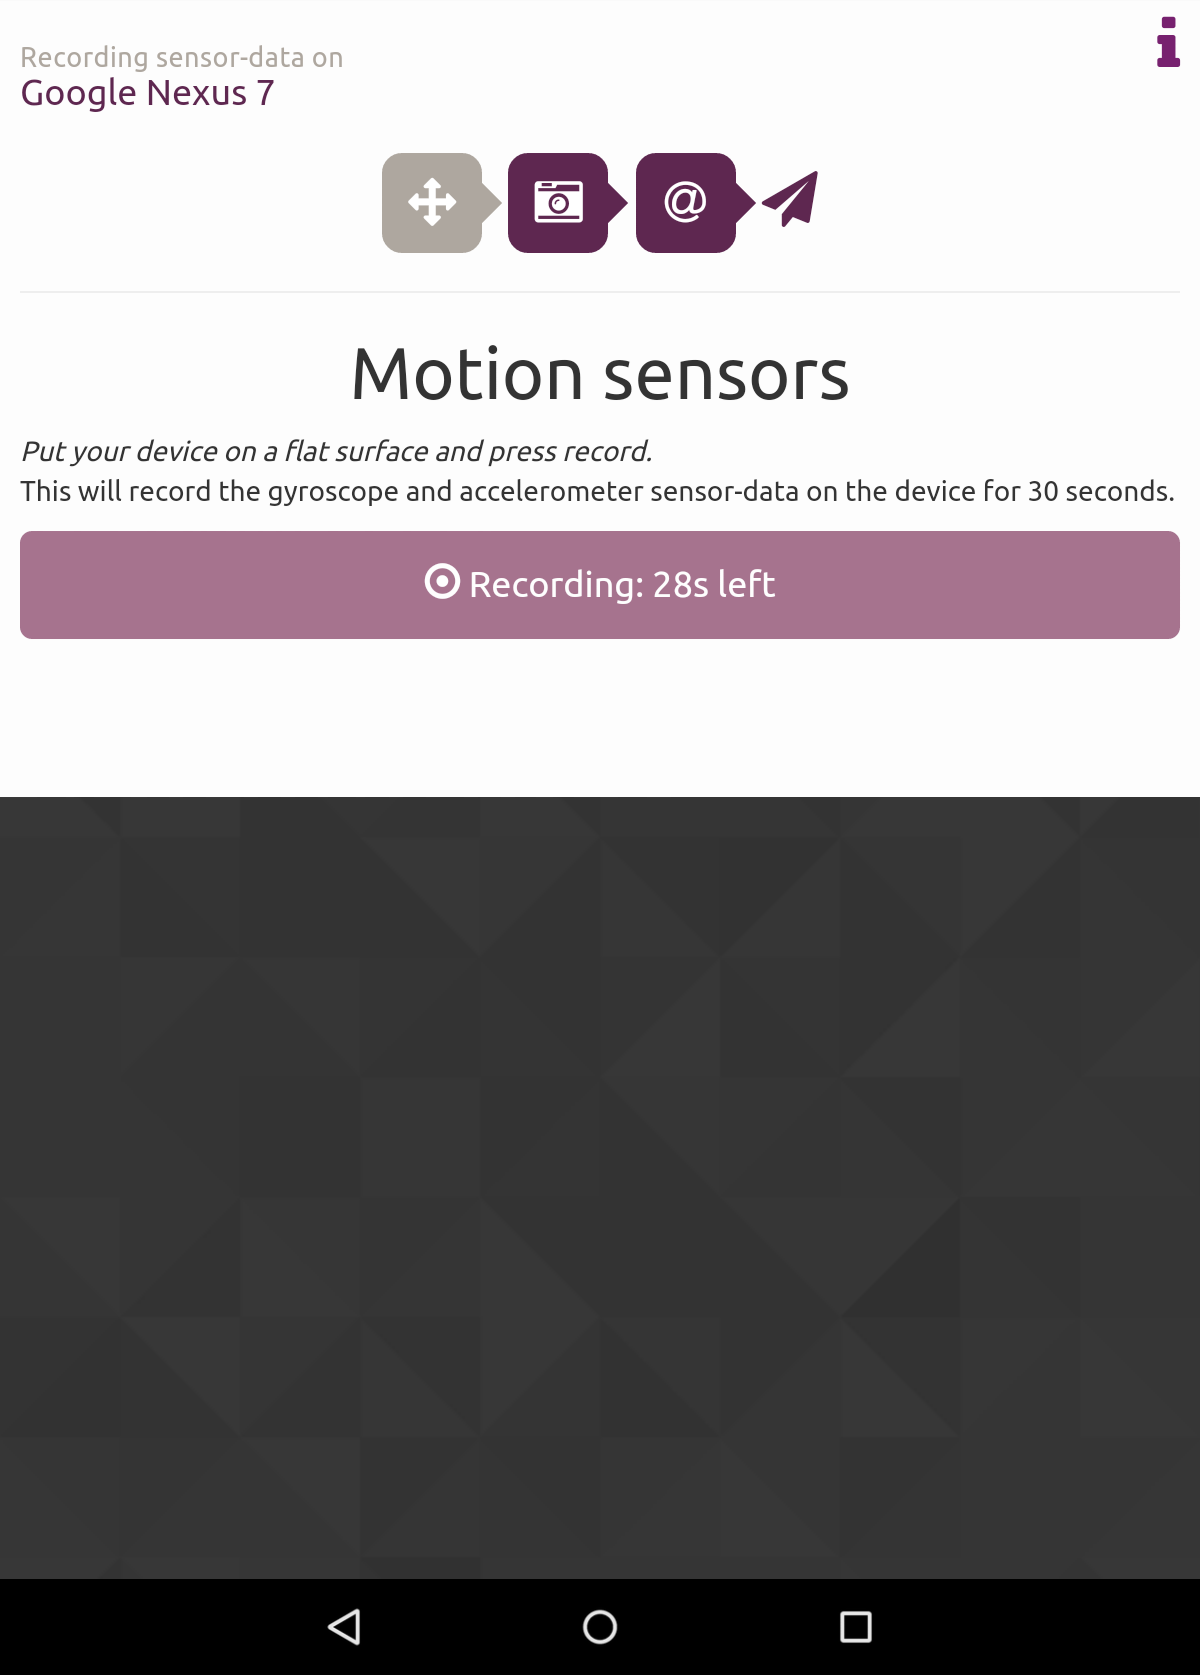 Recording sensor-data on
Google Nexus 7
@
Motion sensors
Put your device on a flat surface and press record.
This will record the gyroscope and accelerometer sensor-data on the device for 30 seconds.
Recording: 28s left